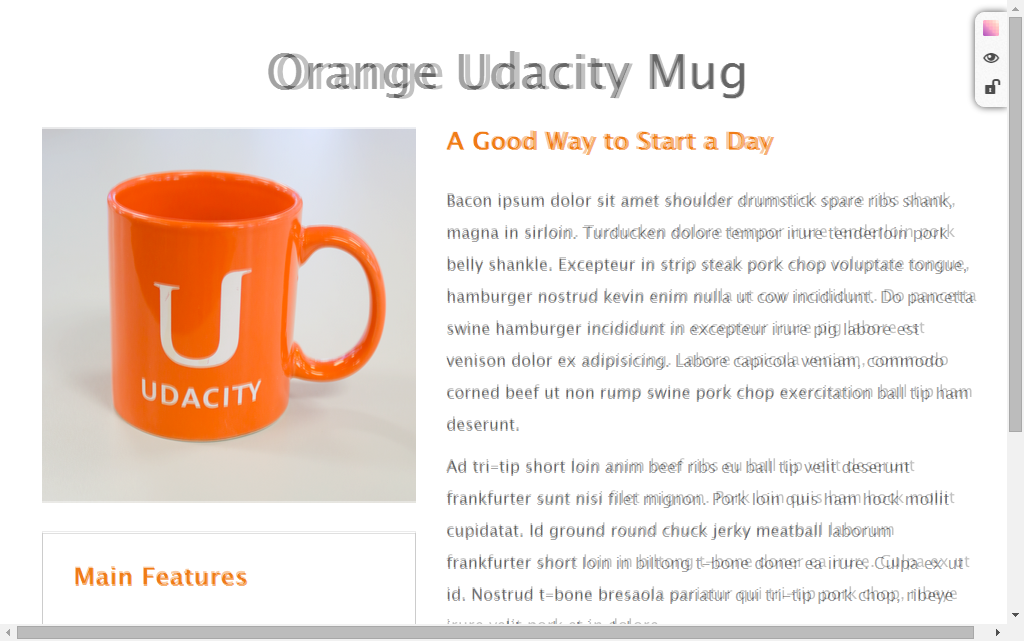 Orange Udacity Mug
U
UDACITY
A Good Way to Start a Day
Bacon ipsum dolor sit amet shoulder drumstick spare ribs shank,
magna in sirloin. Turducken dolore tempor irure tenderloin pork
belly shankle. Excepteur in strip steak pork chop voluptate tongue,
hamburger nostrud kevin enim nulla ut cow incididunt. Do pancetta
swine hamburger incididunt in excepteur irure pig labore est
venison dolor ex adipisicing. Labore capicola veniam, commodo
corned beef ut non rump swine pork chop exercitation ball tip ham
deserunt.
Ad tri-tip short loin anim beef ribs eu ball tip velit deserunt
frankfurter sunt nisi filet mignon. Pork loin quis ham hock mollit
cupidatat. Id ground round chuck jerky meatball laborum
frankfurter short loin in biltong t-bone doner ea irure. Culpa ex ut
id. Nostrud t-bone bresaola pariatur qui tri-tip pork chop, ribeye
irure velit pork et in dolore
Main Features